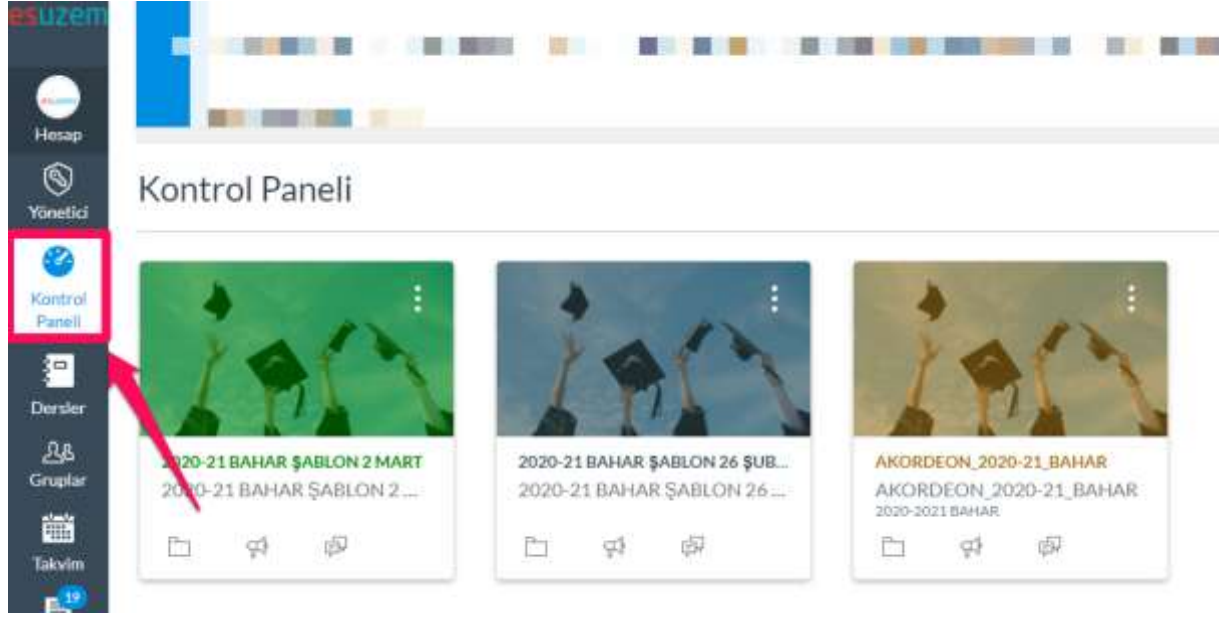 esuzem
Hesap
Yönetici
Kontrol
Paneli
Dersler
Gruplar
Takvim
19
Kontrol Paneli
2020-21 BAHAR ŞABLON 2 MART
2020-21 BAHAR ŞABLON 2 ...
2020-21 BAHAR ŞABLON 26 ŞUB...
2020-21 BAHAR ŞABLON 26 ...
AKORDEON_2020-21_BAHAR
AKORDEON_2020-21_BAHAR
2020-2021 BAHAR